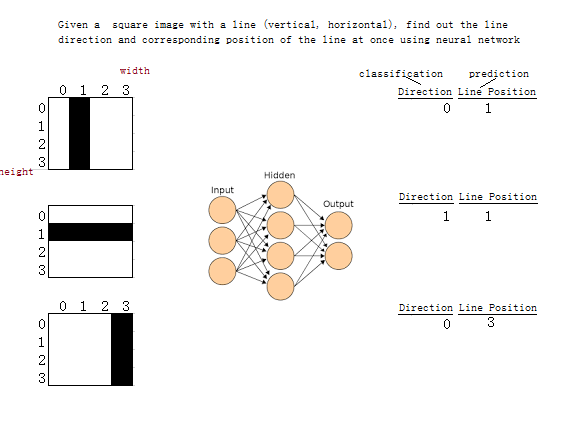 Given a square image with a line (vertical, horizontal), find out the line
direction and corresponding position of the line at once using neural network
width
classification prediction
0 1 2 3
Direction Line Position
0
1
2
3
0 1
height
Hidden
Input
Output
Direction Line Position
0
1
2
3
1 1
0 1 2 3
Direction Line Position
0
1
2
3
0 3